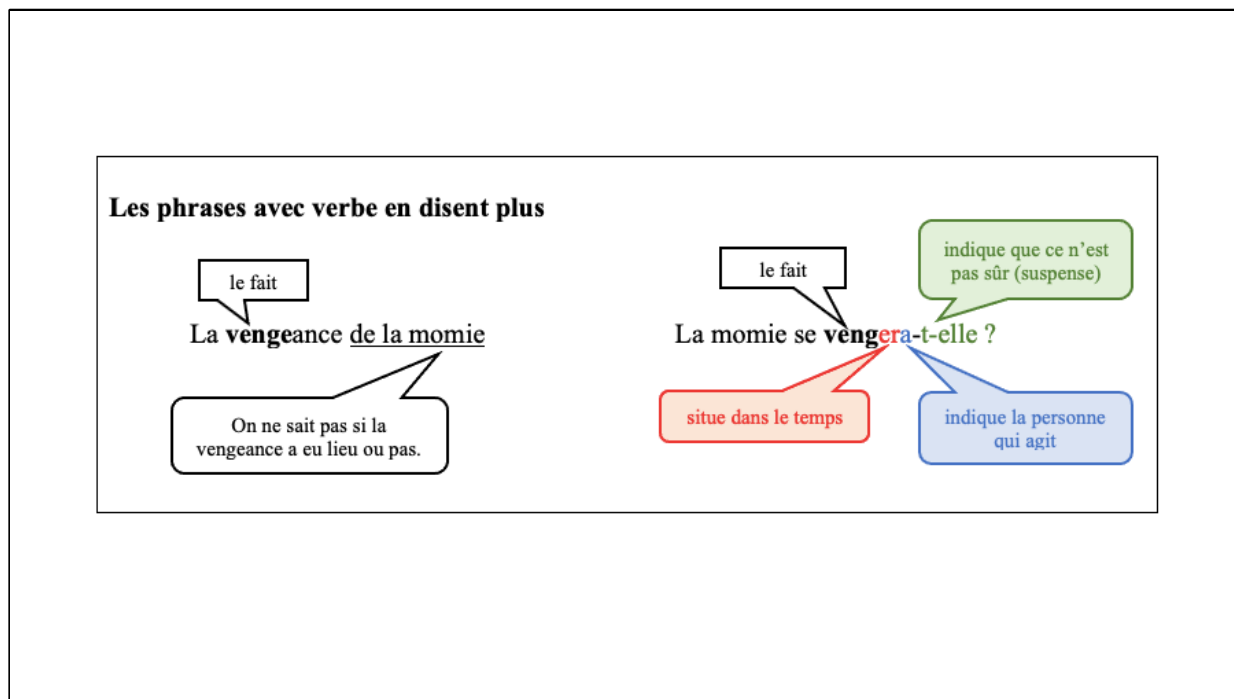 Les phrases avec verbe en disent plus
le fait
La vengeance de la momie
On ne sait pas si la
vengeance a eu lieu ou pas.
indique que ce n’est
pas sûr (suspense)
le fait
La momie se vengera-t-elle ?
situe dans le temps
indique la personne
qui agit